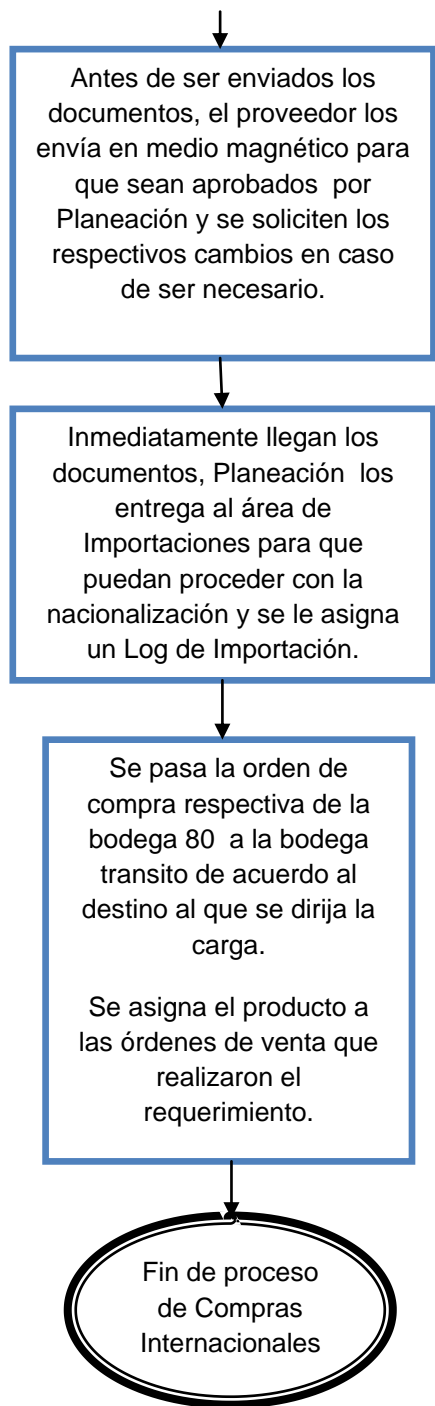 Antes de ser enviados los
documentos, el proveedor los
envía en medio magnético para
que sean aprobados por
Planeación y se soliciten los
respectivos cambios en caso
de ser necesario.
Inmediatamente llegan los
documentos, Planeación los
entrega al área de
Importaciones para que
puedan proceder con la
nacionalización y se le asigna
un Log de Importación.
Se pasa la orden de
compra respectiva de la
bodega 80 a la bodega
transito de acuerdo al
destino al que se dirija la
carga.
Se asigna el producto a
las órdenes de venta que
realizaron el
requerimiento.
Fin de proceso
de Compras
Internacionales